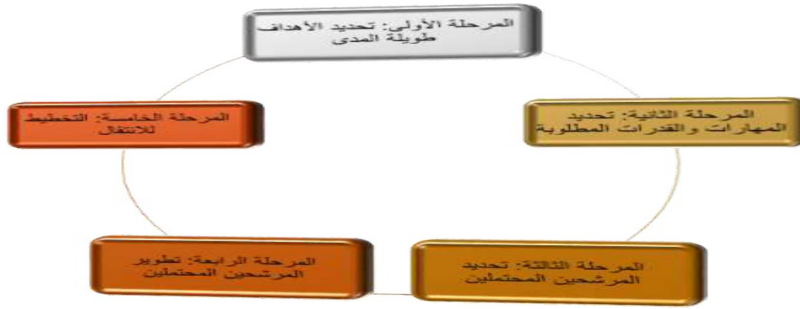 المرحلة الأولى: تحديد الأهداف
طويلة المدى
المرحلة الثانية: تحديد
المهارات والقدرات المطلوبة
المرحلة الثالثة: تحديد
المرشحين المحتملين
المرحلة الرابعة: تطوير
المرشحين المحتملين
المرحلة الخامسة: التخطيط
للانتقال